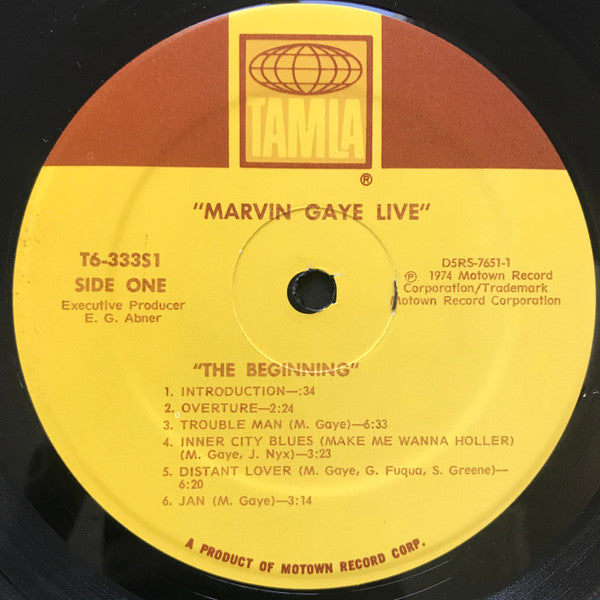 TAMLA
®
"MARVIN GAYE LIVE"
T6-333S1
SIDE ONE
Executive Producer
E. G. Abner
D5RS-7651-1
℗ 1974 Motown Record
Corporation/Trademark
Motown Record Corporation
"THE BEGINNING"
1. INTRODUCTION—:34
2. OVERTURE—2:24
3. TROUBLE MAN (M. Gaye)—6:33
4. INNER CITY BLUES (MAKE ME WANNA HOLLER)
(M. Gaye, J. Nyx)—3:23
5. DISTANT LOVER (M. Gaye, G. Fuqua, S. Greene)—
6:20
6. JAN (M. Gaye)—3:14
A PRODUCT OF MOTOWN RECORD CORP.